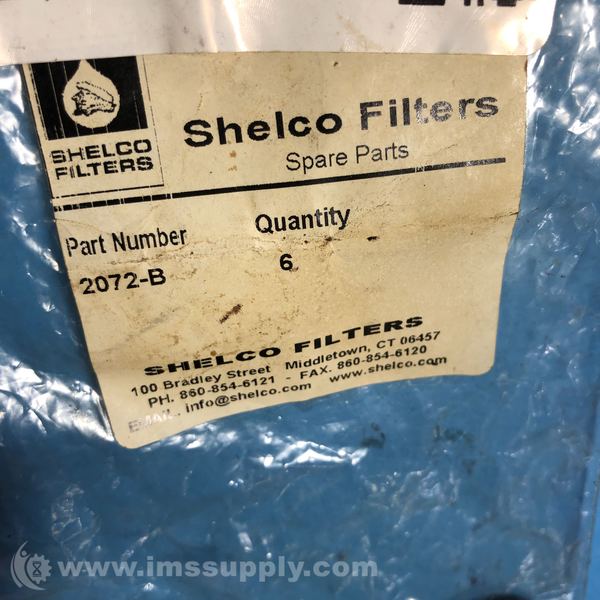 SHELCO
FILTERS
Shelco Filters
Spare Parts
Part Number Quantity
2072-B 6
SHELCO FILTERS
100 Bradley Street Middletown, CT 06457
PH. 860-854-6121 - FAX. 860-854-6120
EMAIL. info@shelco.com www.shelco.com
www.imssupply.com